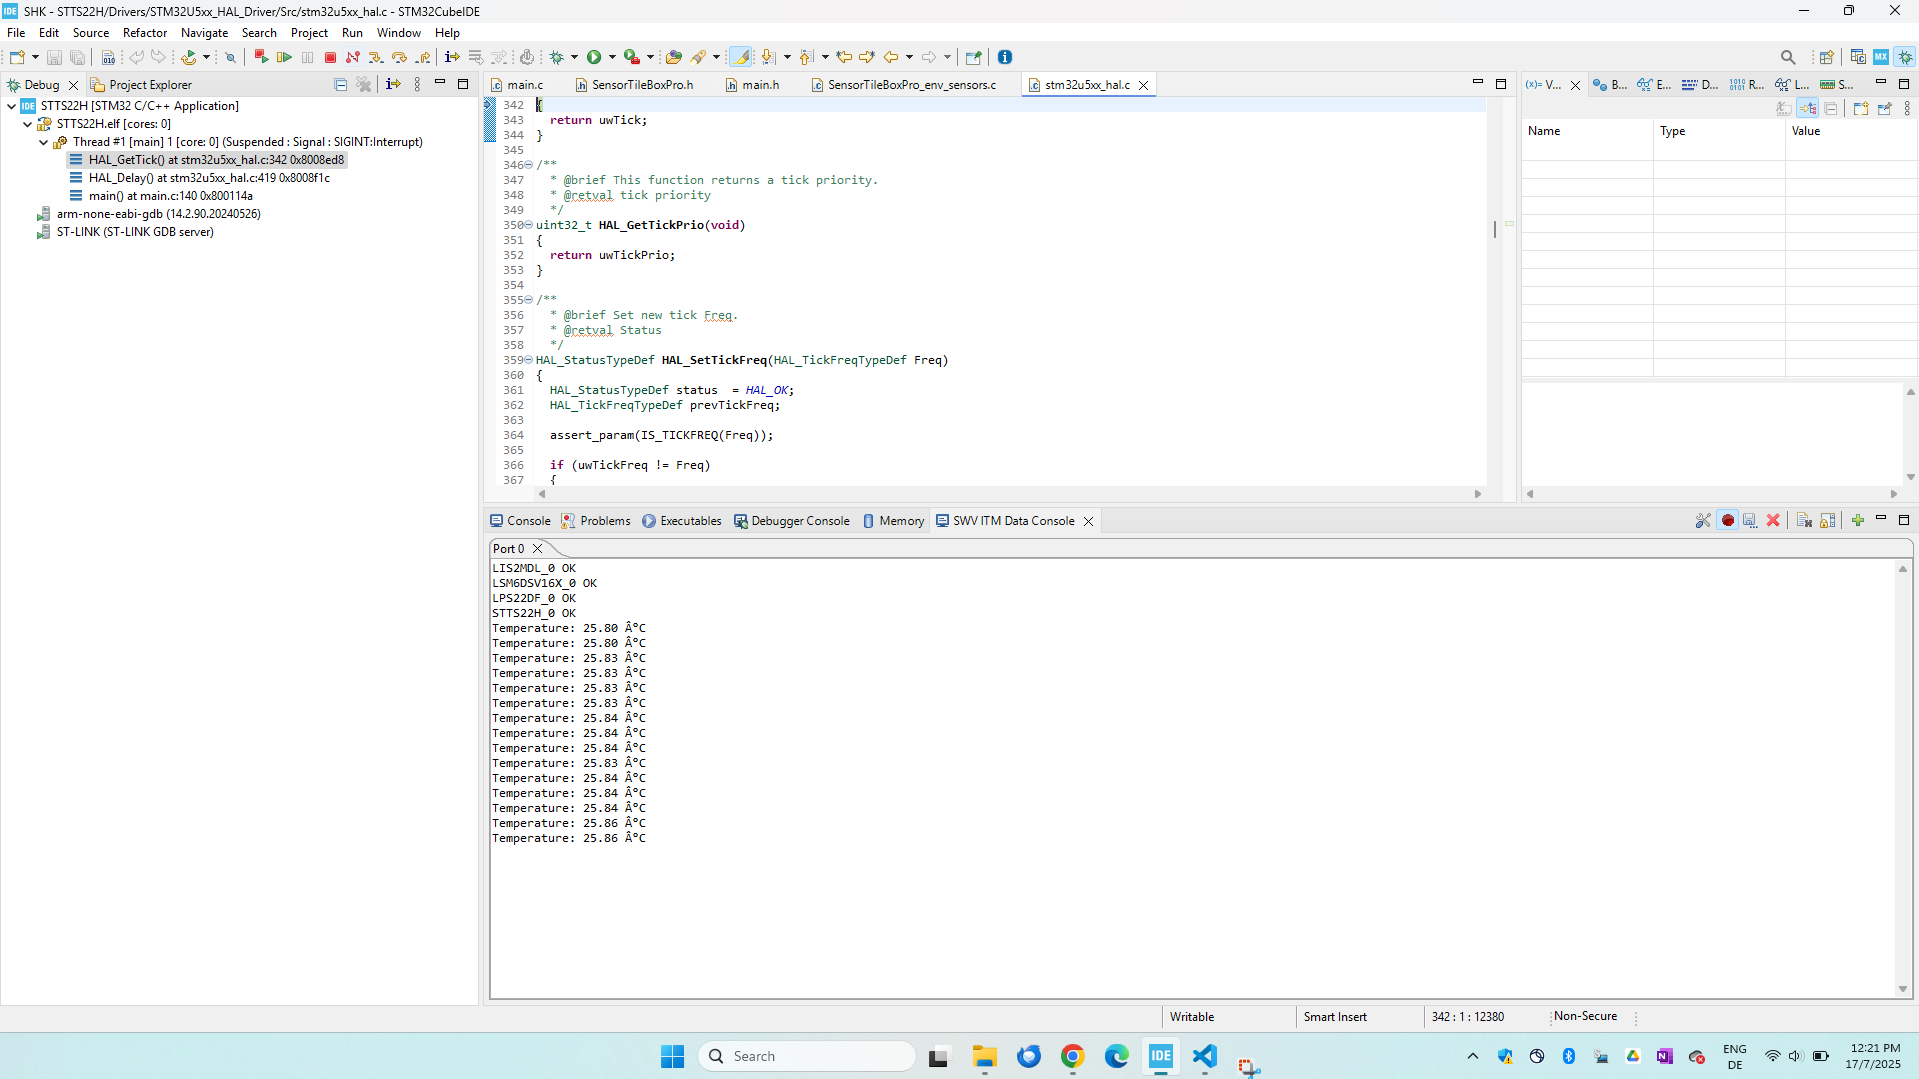 SHK - STTS22H/Drivers/STM32U5xx_HAL_Driver/Src/stm32u5xx_hal.c - STM32CubeIDE
File Edit Source Refactor Navigate Search Project Run Window Help
Debug Project Explorer
STTS22H [STM32 C/C++ Application]
STTS22H.elf [cores: 0]
Thread #1 [main] 1 [core: 0] (Suspended : Signal : SIGINT:Interrupt)
HAL_GetTick() at stm32u5xx_hal.c:342 0x8008ed8
HAL_Delay() at stm32u5xx_hal.c:419 0x8008f1c
main() at main.c:140 0x800114a
arm-none-eabi-gdb (14.2.90.20240526)
ST-LINK (ST-LINK GDB server)
main.c SensorTileBoxPro.h main.h SensorTileBoxPro_env_sensors.c stm32u5xx_hal.c
342 {
343 return uwTick;
344 }
345
346 /**
347 * @brief This function returns a tick priority.
348 * @retval tick priority
349 */
350 uint32_t HAL_GetTickPrio(void)
351 {
352 return uwTickPrio;
353 }
354
355 /**
356 * @brief Set new tick Freq.
357 * @retval Status
358 */
359 HAL_StatusTypeDef HAL_SetTickFreq(HAL_TickFreqTypeDef Freq)
360 {
361 HAL_StatusTypeDef status  = HAL_OK;
362 HAL_TickFreqTypeDef prevTickFreq;
363
364 assert_param(IS_TICKFREQ(Freq));
365
366 if (uwTickFreq != Freq)
367 {
(x)= V... B... E... D... R... L... S...
Name Type Value
Console Problems Executables Debugger Console Memory SWV ITM Data Console
Port 0
LIS2MDL_0 OK
LSM6DSV16X_0 OK
LPS22DF_0 OK
STTS22H_0 OK
Temperature: 25.80 Â°C
Temperature: 25.80 Â°C
Temperature: 25.83 Â°C
Temperature: 25.83 Â°C
Temperature: 25.83 Â°C
Temperature: 25.83 Â°C
Temperature: 25.84 Â°C
Temperature: 25.84 Â°C
Temperature: 25.84 Â°C
Temperature: 25.83 Â°C
Temperature: 25.84 Â°C
Temperature: 25.84 Â°C
Temperature: 25.84 Â°C
Temperature: 25.86 Â°C
Temperature: 25.86 Â°C
Writable Smart Insert 342 : 1 : 12380 Non-Secure
Search
IDE
ENG
DE
12:21 PM
17/7/2025